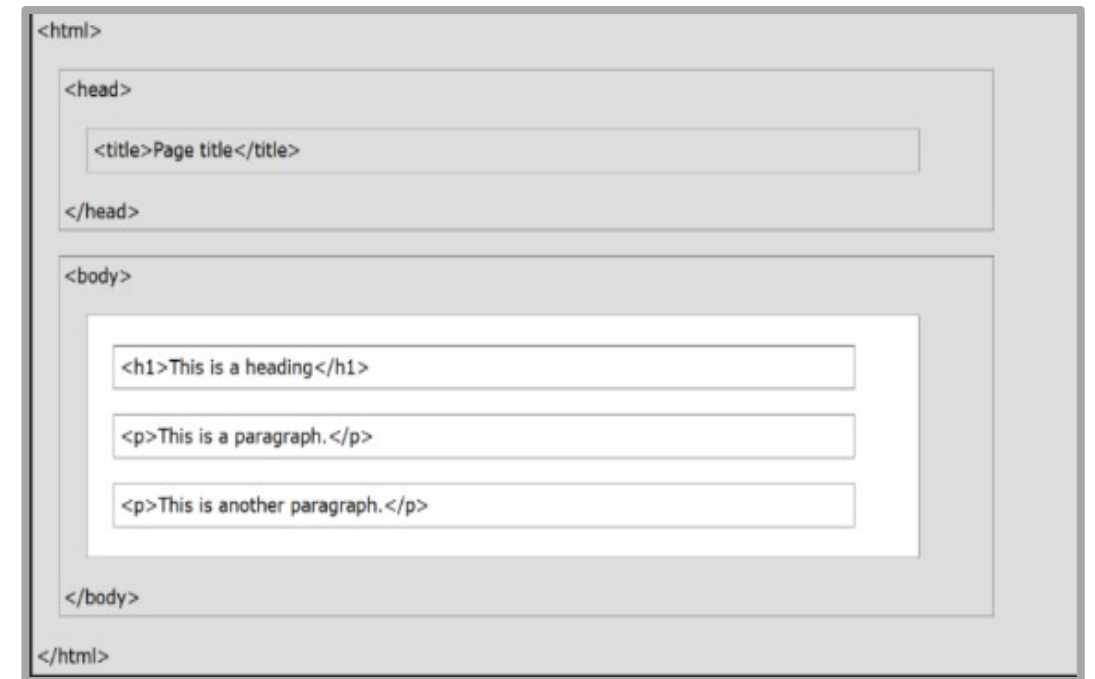 <html>
<head>
<title>Page title</title>
</head>
<body>
<h1>This is a heading</h1>
<p>This is a paragraph.</p>
<p>This is another paragraph.</p>
</body>
</html>